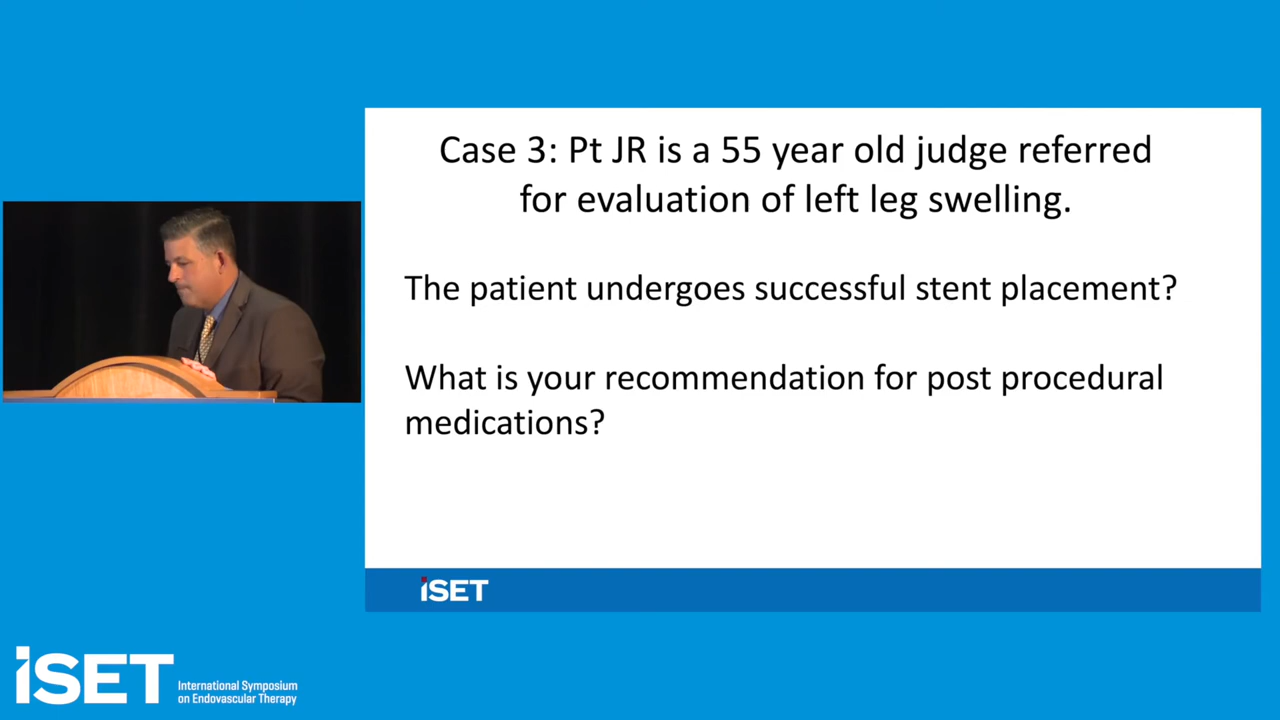 Case 3: Pt JR is a 55 year old judge referred
for evaluation of left leg swelling.
The patient undergoes successful stent placement?
What is your recommendation for post procedural
medications?
iSET
iSET
International Symposium
on Endovascular Therapy